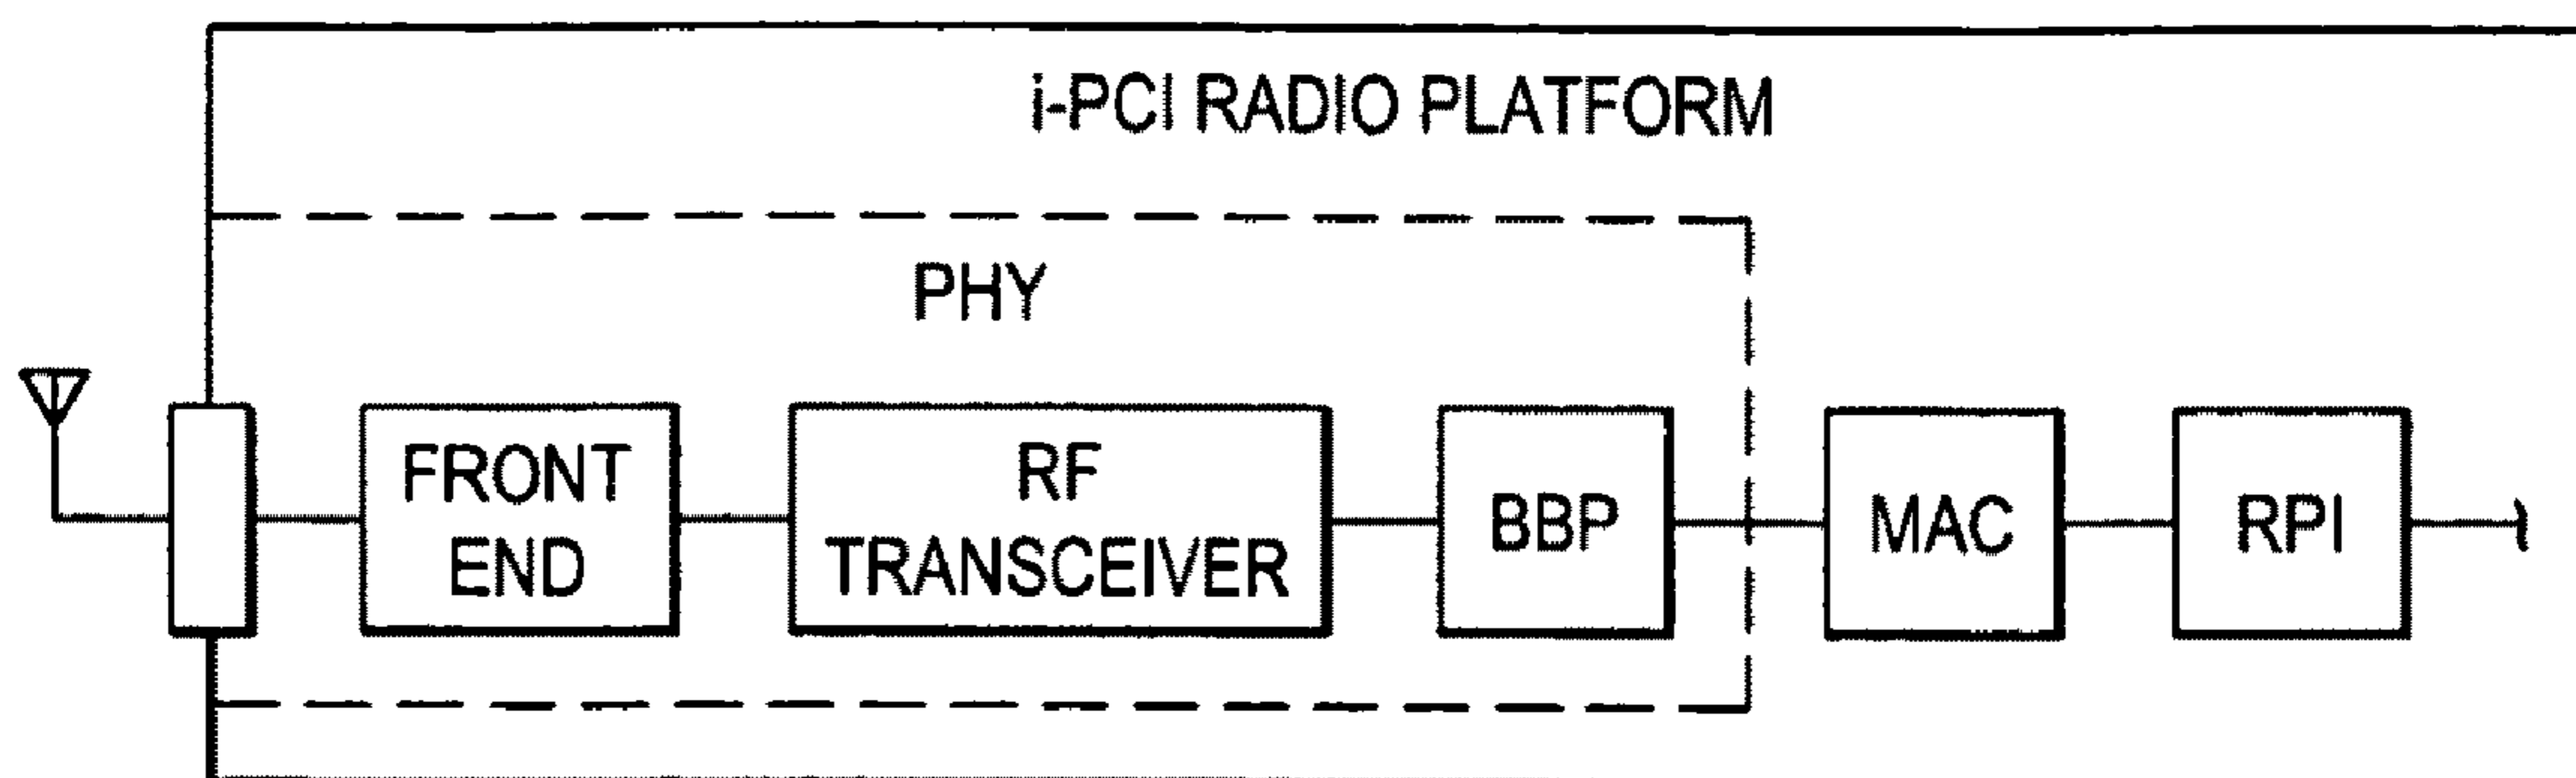 i-PCI RADIO PLATFORM
PHY
FRONT
END
RF
TRANSCEIVER
BBP
MAC
RPI